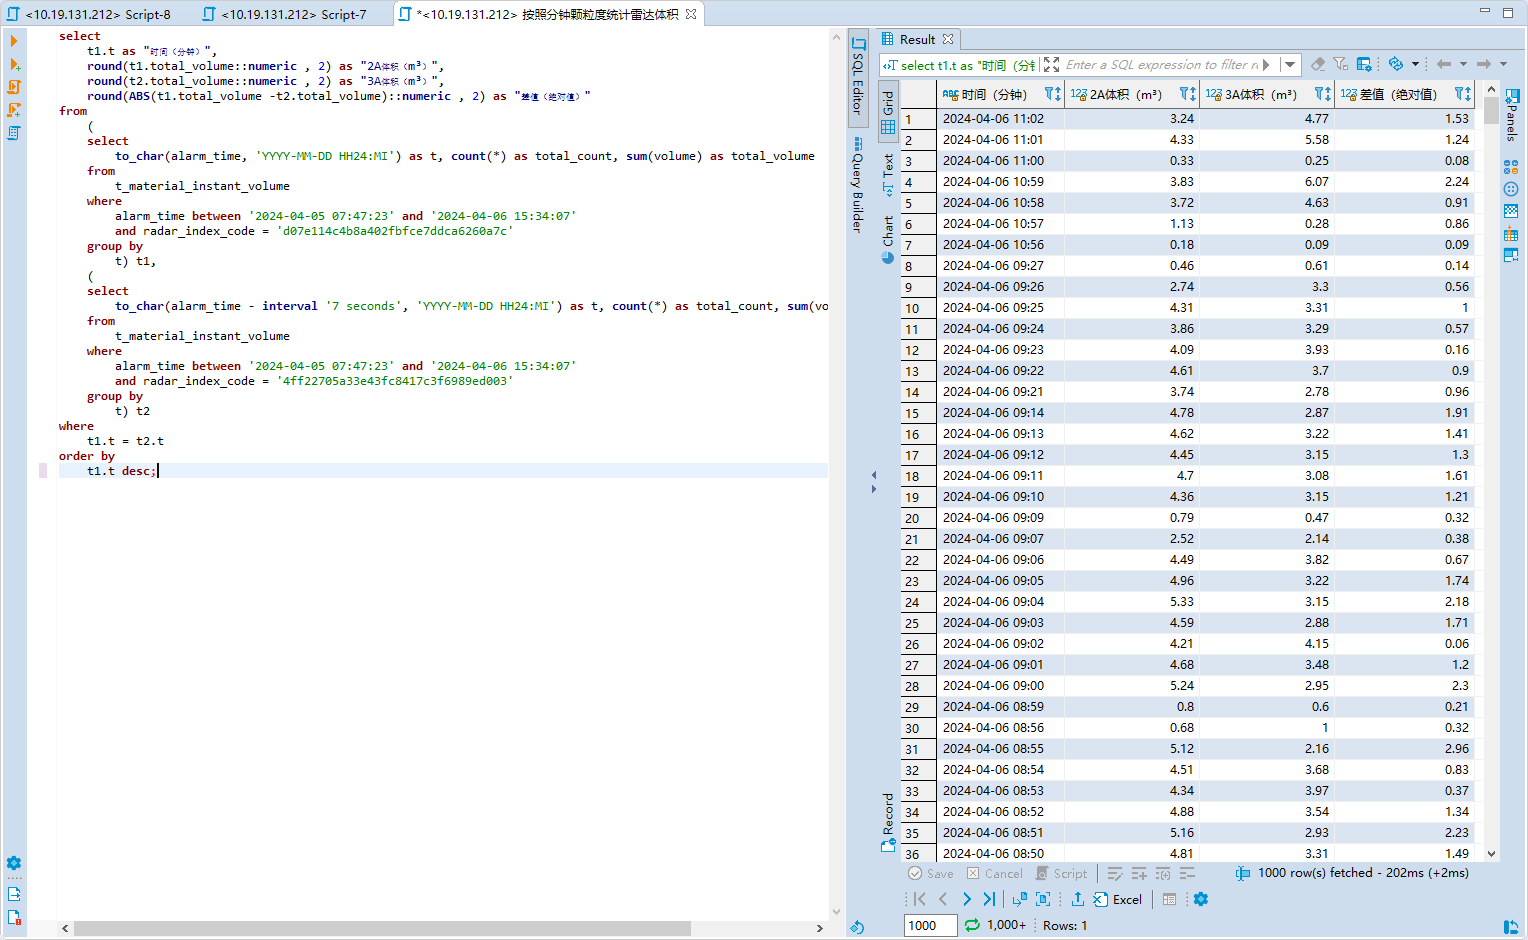 <10.19.131.212> Script-8
<10.19.131.212> Script-7
*<10.19.131.212> 按照分钟颗粒度统计雷达体积
select
t1.t as "时间（分钟）",
round(t1.total_volume::numeric , 2) as "2A体积（m³）",
round(t2.total_volume::numeric , 2) as "3A体积（m³）",
round(ABS(t1.total_volume -t2.total_volume)::numeric , 2) as "差值（绝对值）"
from
(
select
to_char(alarm_time, 'YYYY-MM-DD HH24:MI') as t, count(*) as total_count, sum(volume) as total_volume
from
t_material_instant_volume
where
alarm_time between '2024-04-05 07:47:23' and '2024-04-06 15:34:07'
and radar_index_code = 'd07e114c4b8a402fbfce7ddca6260a7c'
group by
t) t1,
(
select
to_char(alarm_time - interval '7 seconds', 'YYYY-MM-DD HH24:MI') as t, count(*) as total_count, sum(vo
from
t_material_instant_volume
where
alarm_time between '2024-04-05 07:47:23' and '2024-04-06 15:34:07'
and radar_index_code = '4ff22705a33e43fc8417c3f6989ed003'
group by
t) t2
where
t1.t = t2.t
order by
t1.t desc;
SQL Editor
Query Builder
Result
select t1.t as "时间（分钟
Enter a SQL expression to filter r
Grid
Text
Chart
Record
Panels
ABC 时间（分钟） 123 2A体积（m³） 123 3A体积（m³） 123 差值（绝对值）
1 2024-04-06 11:02 3.24 4.77 1.53
2 2024-04-06 11:01 4.33 5.58 1.24
3 2024-04-06 11:00 0.33 0.25 0.08
4 2024-04-06 10:59 3.83 6.07 2.24
5 2024-04-06 10:58 3.72 4.63 0.91
6 2024-04-06 10:57 1.13 0.28 0.86
7 2024-04-06 10:56 0.18 0.09 0.09
8 2024-04-06 09:27 0.46 0.61 0.14
9 2024-04-06 09:26 2.74 3.3 0.56
10 2024-04-06 09:25 4.31 3.31 1
11 2024-04-06 09:24 3.86 3.29 0.57
12 2024-04-06 09:23 4.09 3.93 0.16
13 2024-04-06 09:22 4.61 3.7 0.9
14 2024-04-06 09:21 3.74 2.78 0.96
15 2024-04-06 09:14 4.78 2.87 1.91
16 2024-04-06 09:13 4.62 3.22 1.41
17 2024-04-06 09:12 4.45 3.15 1.3
18 2024-04-06 09:11 4.7 3.08 1.61
19 2024-04-06 09:10 4.36 3.15 1.21
20 2024-04-06 09:09 0.79 0.47 0.32
21 2024-04-06 09:07 2.52 2.14 0.38
22 2024-04-06 09:06 4.49 3.82 0.67
23 2024-04-06 09:05 4.96 3.22 1.74
24 2024-04-06 09:04 5.33 3.15 2.18
25 2024-04-06 09:03 4.59 2.88 1.71
26 2024-04-06 09:02 4.21 4.15 0.06
27 2024-04-06 09:01 4.68 3.48 1.2
28 2024-04-06 09:00 5.24 2.95 2.3
29 2024-04-06 08:59 0.8 0.6 0.21
30 2024-04-06 08:56 0.68 1 0.32
31 2024-04-06 08:55 5.12 2.16 2.96
32 2024-04-06 08:54 4.51 3.68 0.83
33 2024-04-06 08:53 4.34 3.97 0.37
34 2024-04-06 08:52 4.88 3.54 1.34
35 2024-04-06 08:51 5.16 2.93 2.23
36 2024-04-06 08:50 4.81 3.31 1.49
Save Cancel Script
1000 row(s) fetched - 202ms (+2ms)
Excel
1000 1,000+ Rows: 1